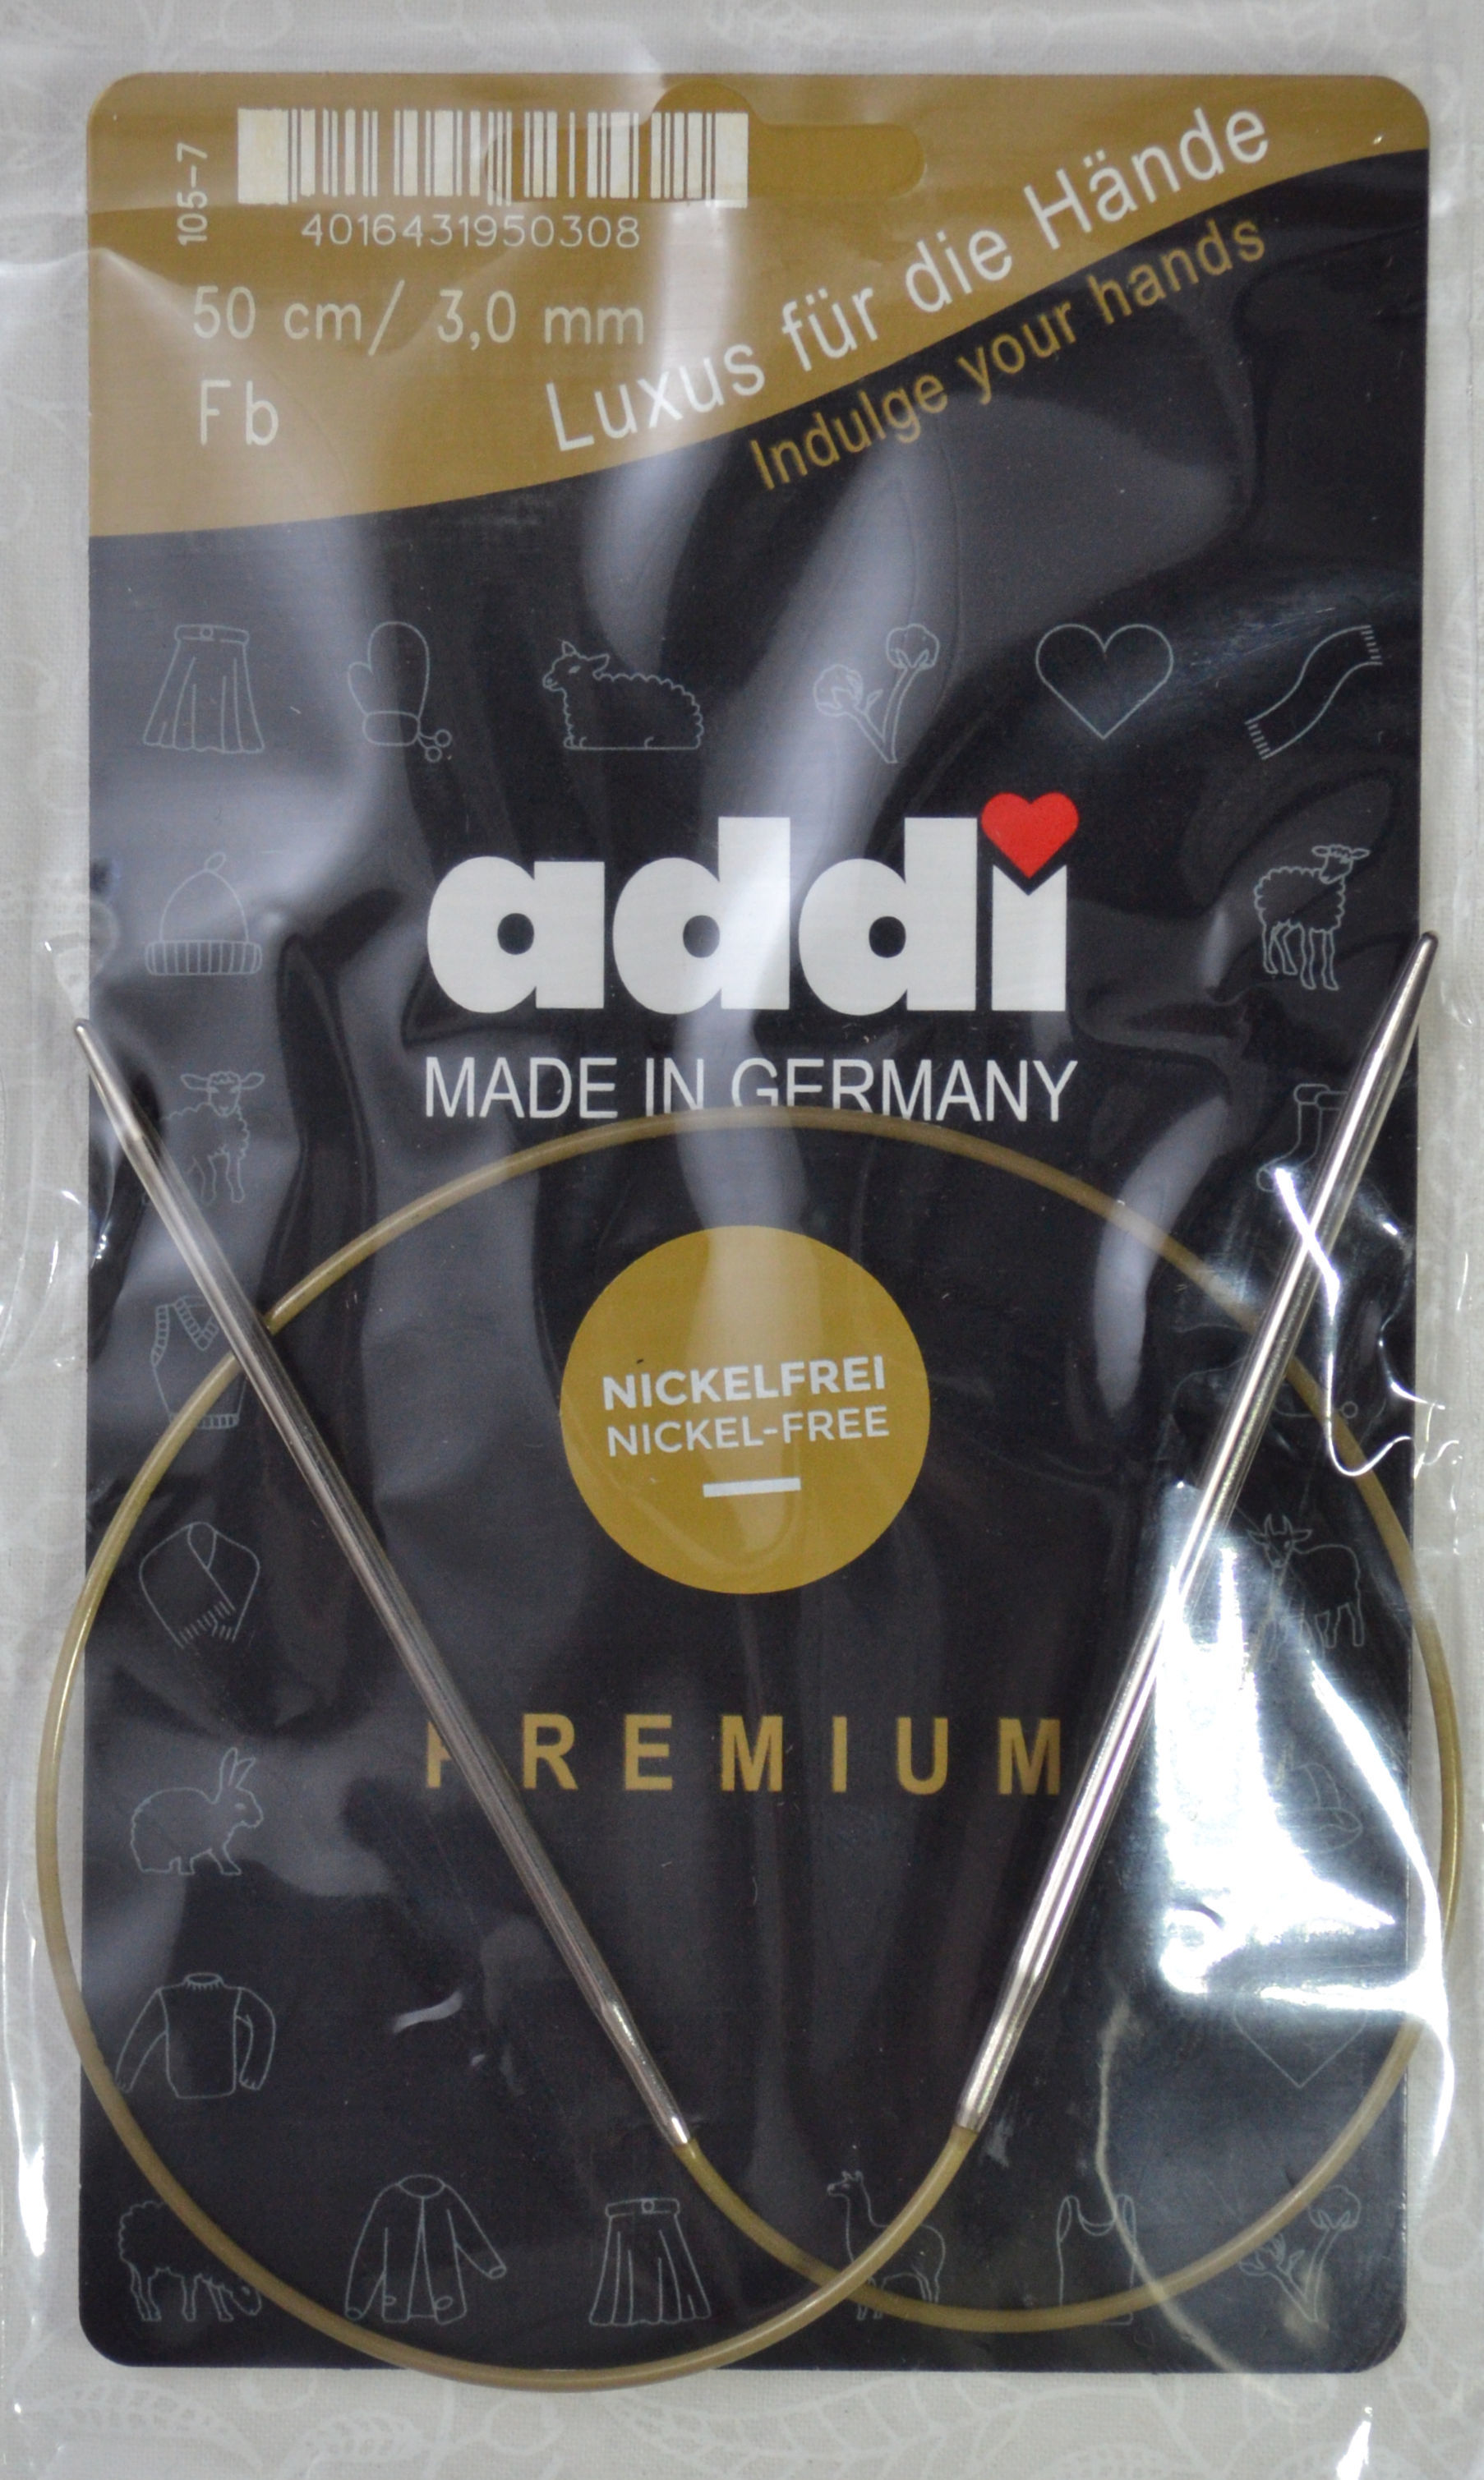 105-7
4016431950308
50 cm/ 3,0 mm
Fb
Luxus für die Hände
Indulge your hands
addi
MADE IN GERMANY
NICKELFREI
NICKEL-FREE
PREMIUM